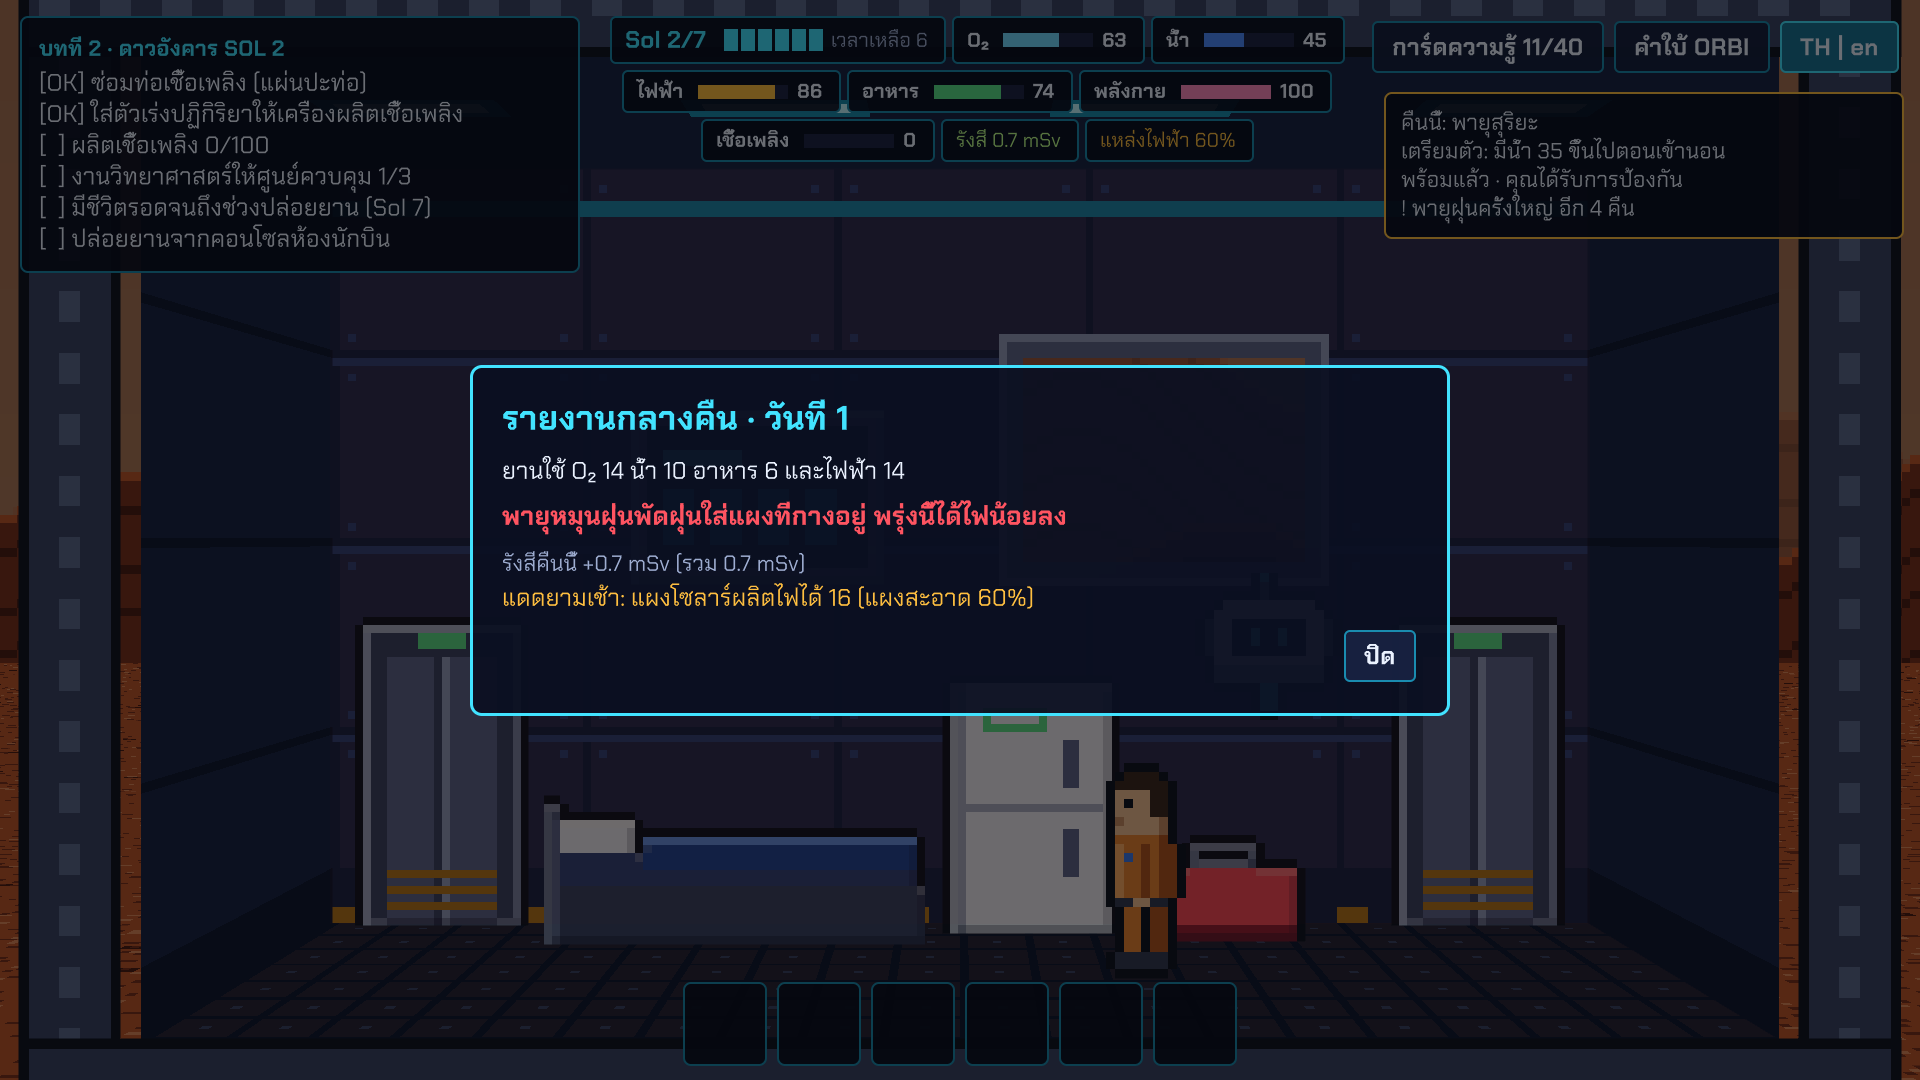 บทที่ 2 · ดาวอังคาร SOL 2
[OK] ซ่อมท่อเชื้อเพลิง (แผ่นปะท่อ)
[OK] ใส่ตัวเร่งปฏิกิริยาให้เครื่องผลิตเชื้อเพลิง
[ ] ผลิตเชื้อเพลิง 0/100
[ ] งานวิทยาศาสตร์ให้ศูนย์ควบคุม 1/3
[ ] มีชีวิตรอดจนถึงช่วงปล่อยยาน (Sol 7)
[ ] ปล่อยยานจากคอนโซลห้องนักบิน
Sol 2/7 เวลาเหลือ 6
O₂ 63
น้ำ 45
ไฟฟ้า 86
อาหาร 74
พลังกาย 100
เชื้อเพลิง 0
รังสี 0.7 mSv
แหล่งไฟฟ้า 60%
การ์ดความรู้ 11/40
คำใบ้ ORBI
TH | en
คืนนี้: พายุสุริยะ
เตรียมตัว: มีน้ำ 35 ขึ้นไปตอนเข้านอน
พร้อมแล้ว · คุณได้รับการป้องกัน
! พายุฝุ่นครั้งใหญ่ อีก 4 คืน
รายงานกลางคืน · วันที่ 1
ยานใช้ O₂ 14 น้ำ 10 อาหาร 6 และไฟฟ้า 14
พายุหมุนฝุ่นพัดฝุ่นใส่แผงที่กางอยู่ พรุ่งนี้ได้ไฟน้อยลง
รังสีคืนนี้ +0.7 mSv (รวม 0.7 mSv)
แดดยามเช้า: แผงโซลาร์ผลิตไฟได้ 16 (แผงสะอาด 60%)
ปิด